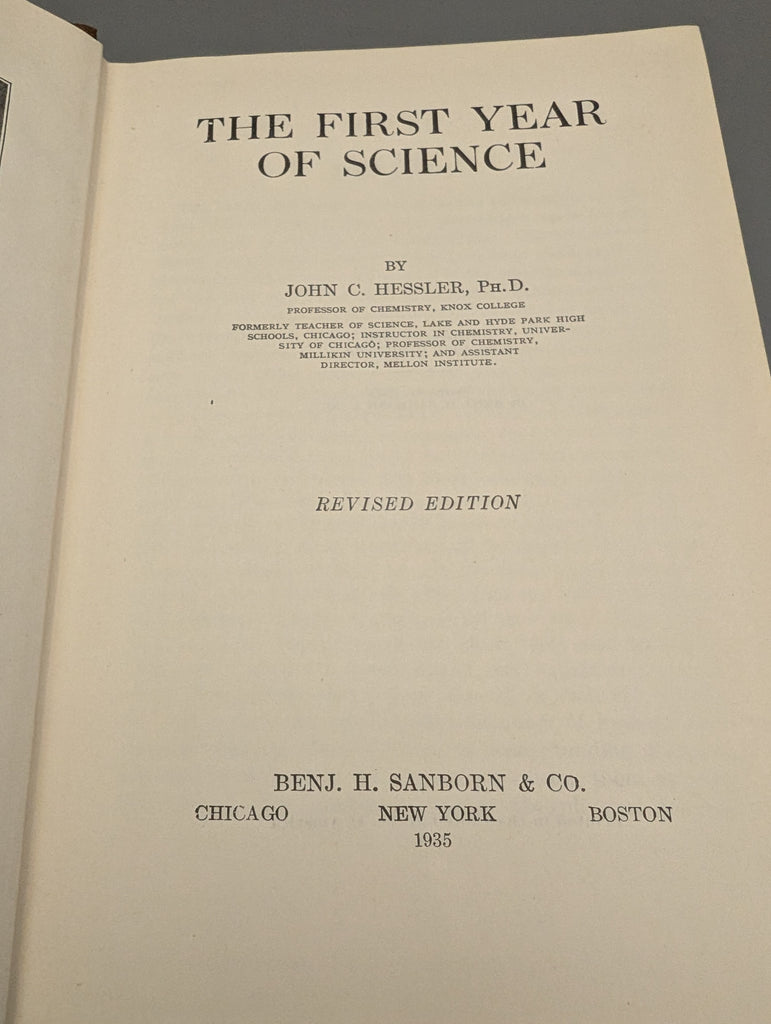 THE FIRST YEAR
OF SCIENCE
BY
JOHN C. HESSLER, PH.D.
PROFESSOR OF CHEMISTRY, KNOX COLLEGE
FORMERLY TEACHER OF SCIENCE, LAKE AND HYDE PARK HIGH
SCHOOLS, CHICAGO; INSTRUCTOR IN CHEMISTRY, UNIVER-
SITY OF CHICAGO; PROFESSOR OF CHEMISTRY,
MILLIKIN UNIVERSITY; AND ASSISTANT
DIRECTOR, MELLON INSTITUTE.
REVISED EDITION
BENJ. H. SANBORN & CO.
CHICAGO NEW YORK BOSTON
1935